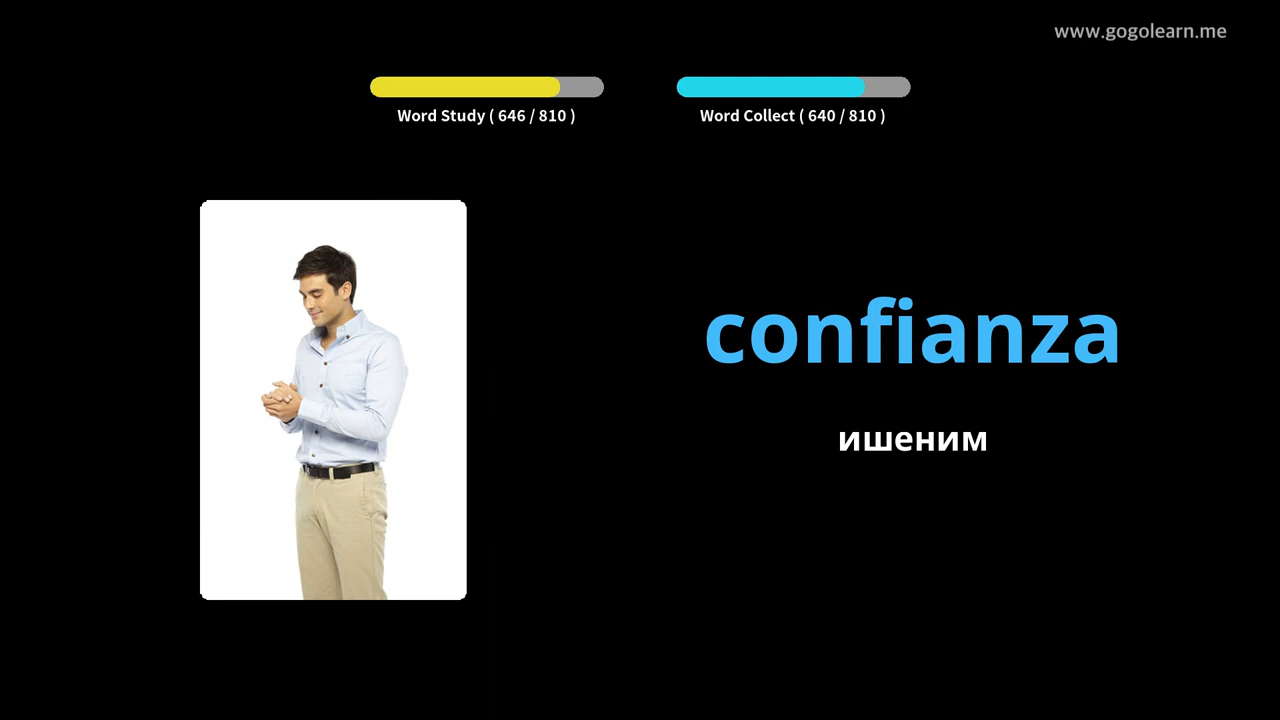 www.gogolearn.me
Word Study ( 646 / 810 )
Word Collect ( 640 / 810 )
confianza
ишеним